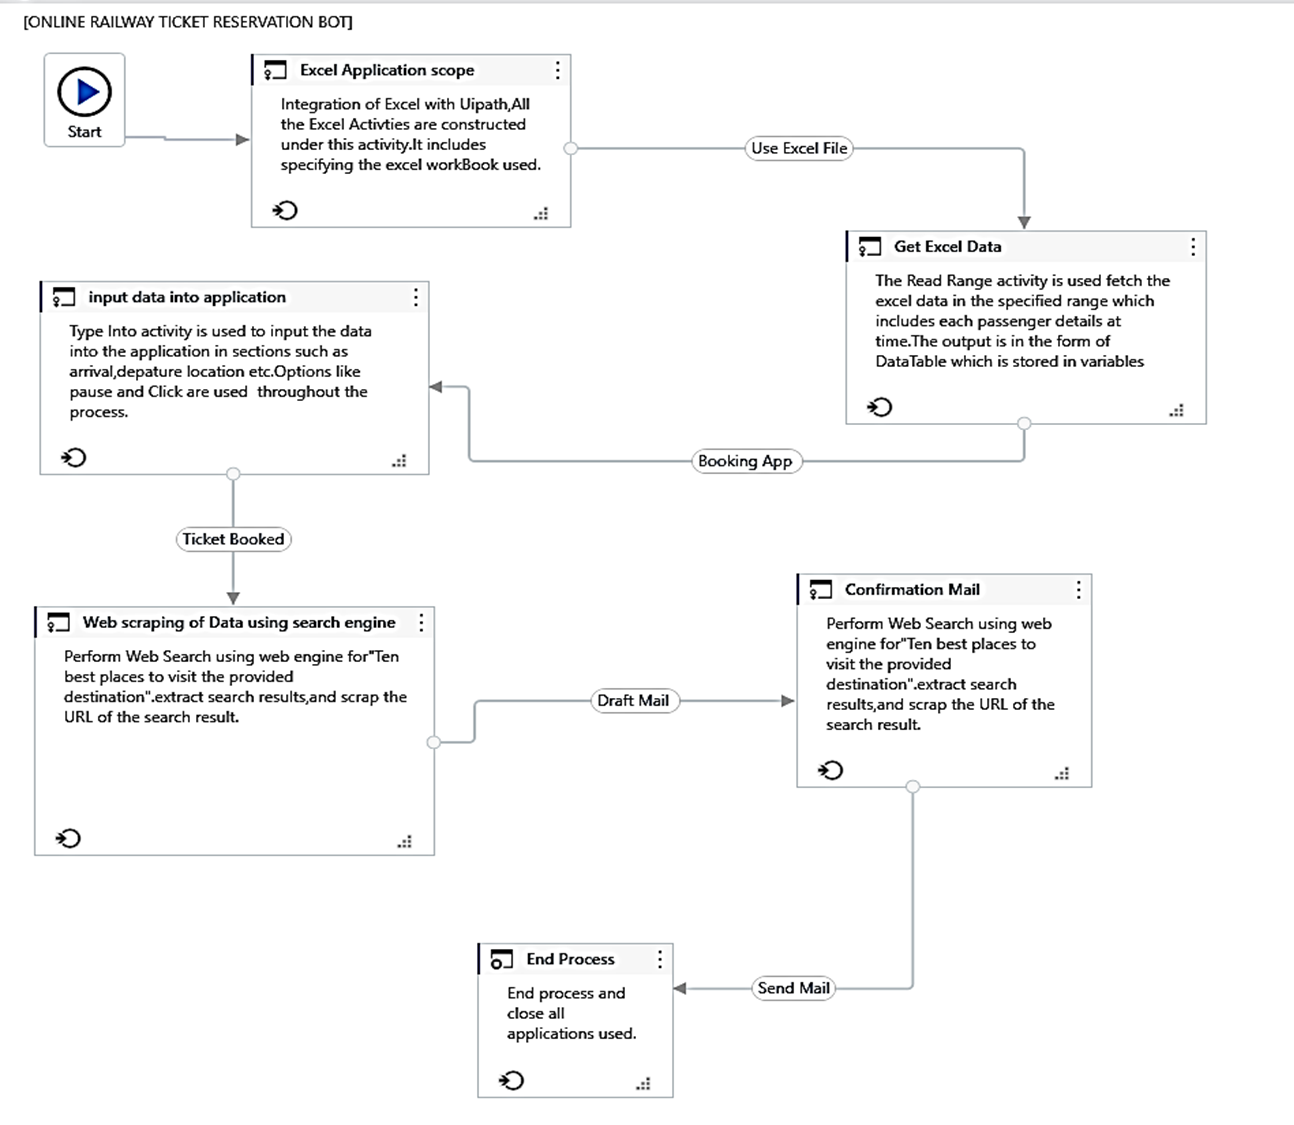 [ONLINE RAILWAY TICKET RESERVATION BOT]
Start
Excel Application scope
Integration of Excel with Uipath,All
the Excel Activties are constructed
under this activity.It includes
specifying the excel workBook used.
Use Excel File
Get Excel Data
The Read Range activity is used fetch the
excel data in the specified range which
includes each passenger details at
time.The output is in the form of
DataTable which is stored in variables
Booking App
input data into application
Type Into activity is used to input the data
into the application in sections such as
arrival,depature location etc.Options like
pause and Click are used throughout the
process.
Ticket Booked
Web scraping of Data using search engine
Perform Web Search using web engine for"Ten
best places to visit the provided
destination".extract search results,and scrap the
URL of the search result.
Draft Mail
Confirmation Mail
Perform Web Search using web
engine for"Ten best places to
visit the provided
destination".extract search
results,and scrap the URL of the
search result.
Send Mail
End Process
End process and
close all
applications used.